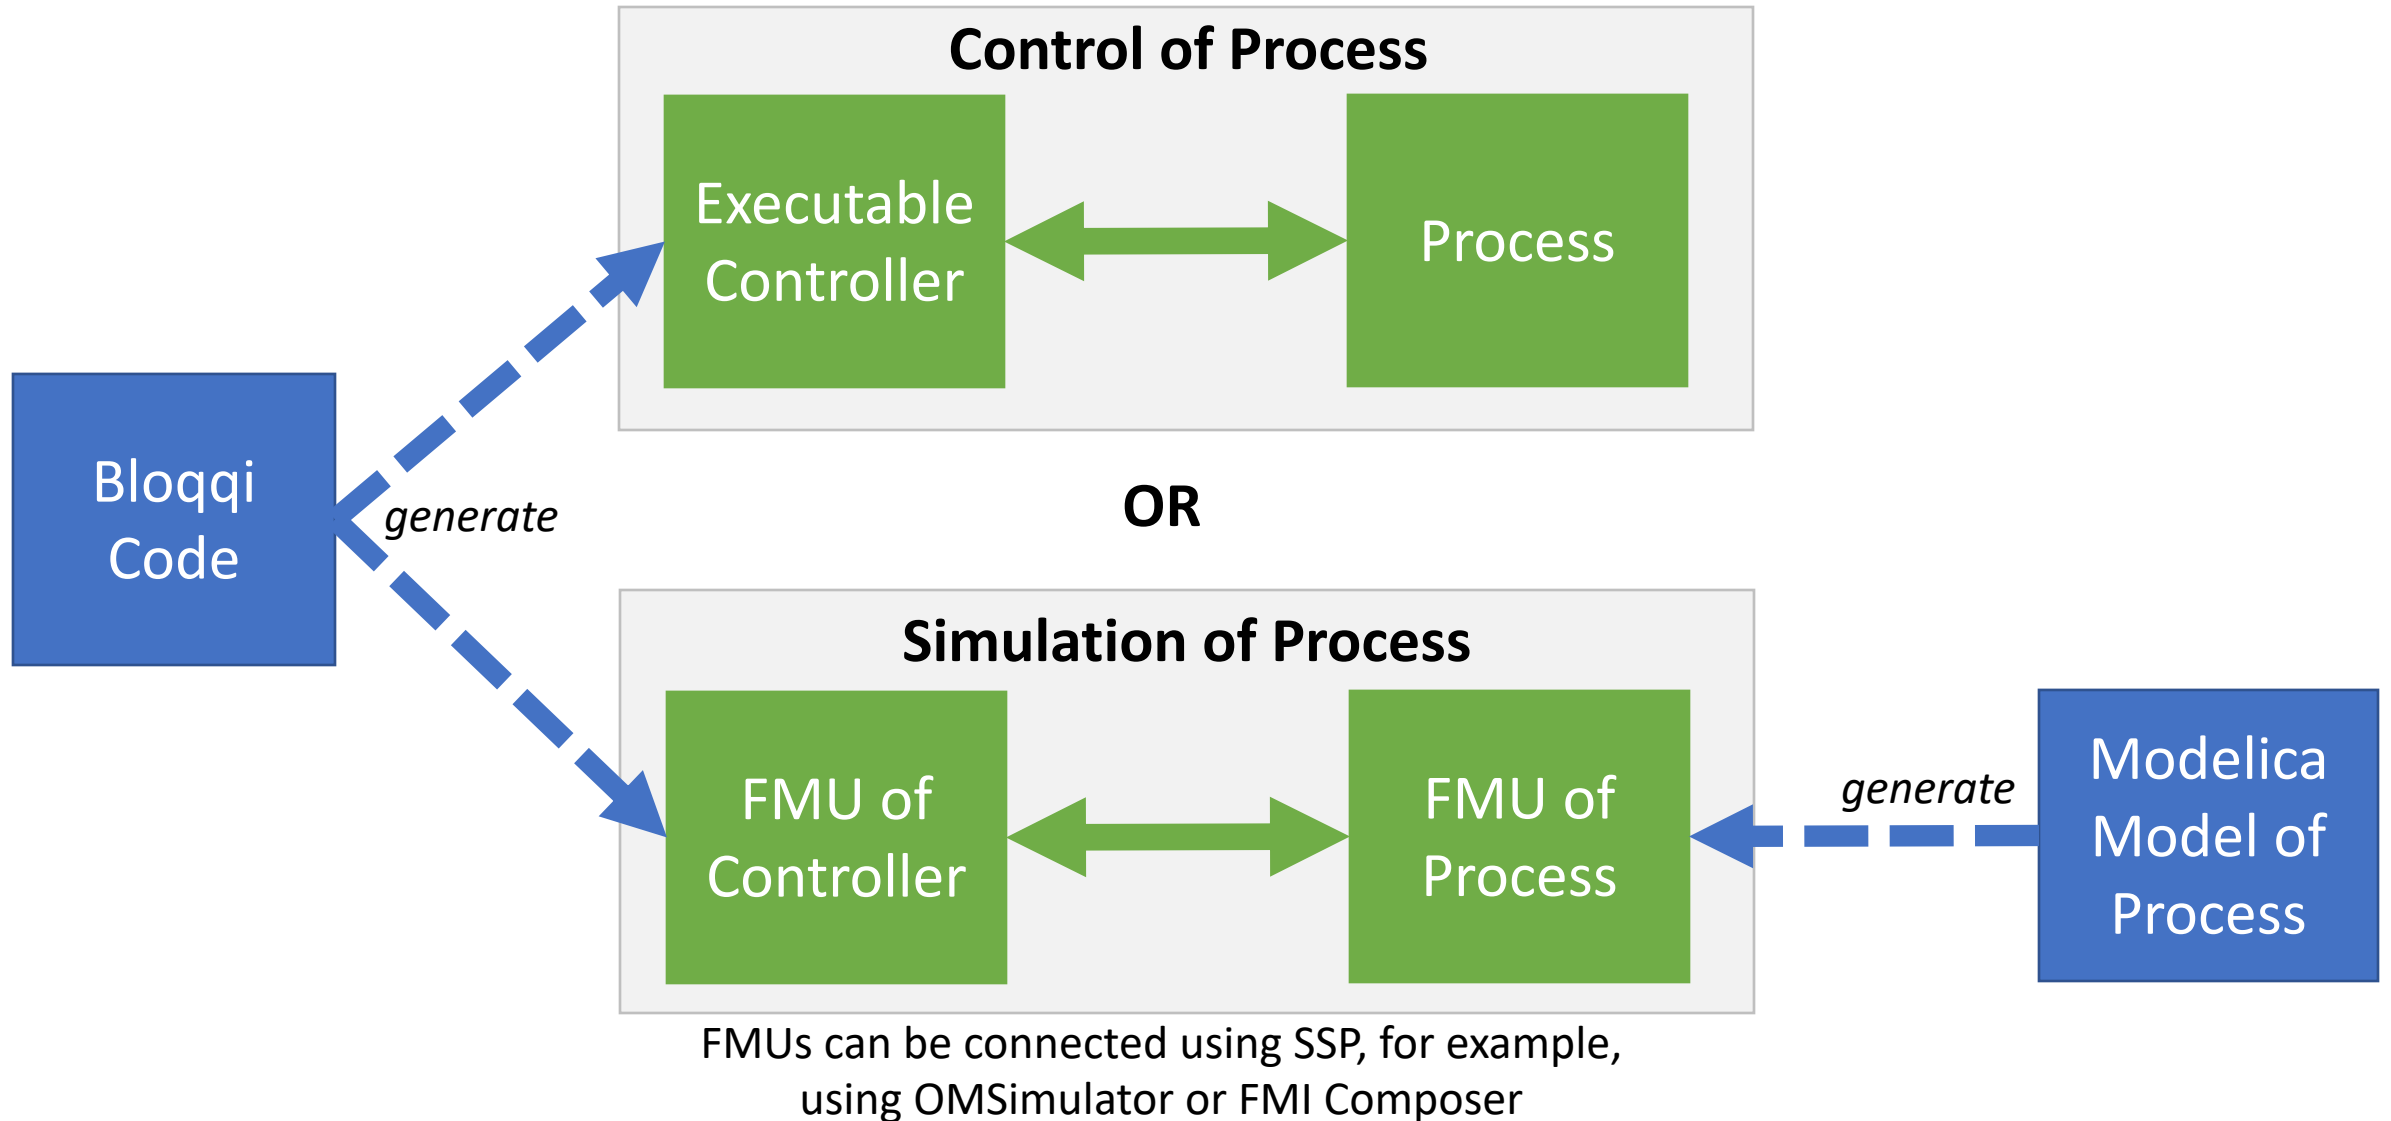 Control of Process
Executable
Controller
Process
Bloqqi
Code
generate
OR
Simulation of Process
FMU of
Controller
FMU of
Process
generate
Modelica
Model of
Process
FMUs can be connected using SSP, for example,
using OMSimulator or FMI Composer